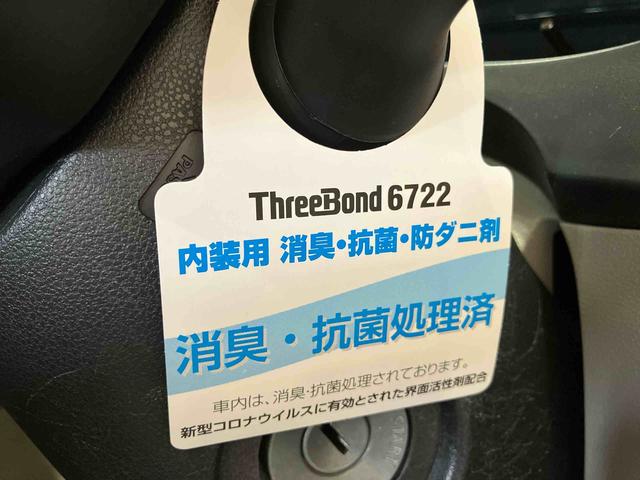 PAS
ThreeBond 6722
内装用 消臭・抗菌・防ダニ剤
消臭・抗菌処理済
車内は、消臭・抗菌処理されております。
新型コロナウイルスに有効とされた界面活性剤配合
START